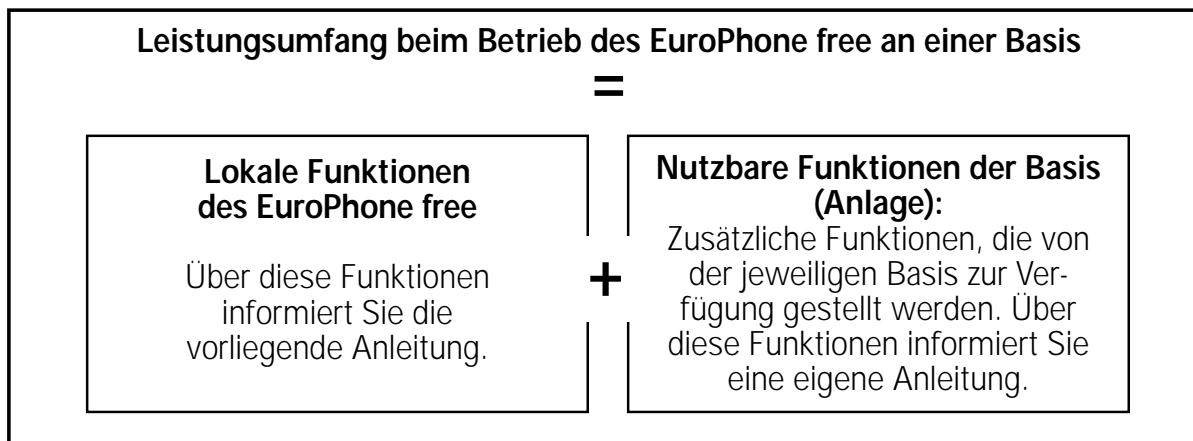 Leistungsumfang beim Betrieb des EuroPhone free an einer Basis
=
Lokale Funktionen
des EuroPhone free
Über diese Funktionen
informiert Sie die
vorliegende Anleitung.
+
Nutzbare Funktionen der Basis
(Anlage):
Zusätzliche Funktionen, die von
der jeweiligen Basis zur Ver-
fügung gestellt werden. Über
diese Funktionen informiert Sie
eine eigene Anleitung.